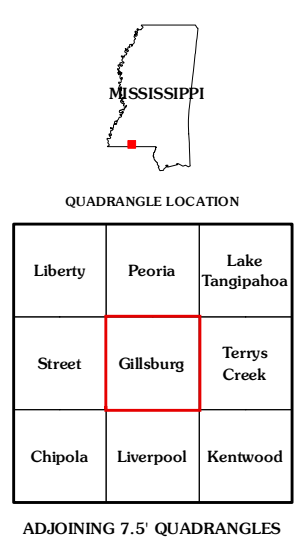 MISSISSIPPI
QUADRANGLE LOCATION
Liberty
Peoria
Lake
Tangipahoa
Street
Gillsburg
Terrys
Creek
Chipola
Liverpool
Kentwood
ADJOINING 7.5' QUADRANGLES